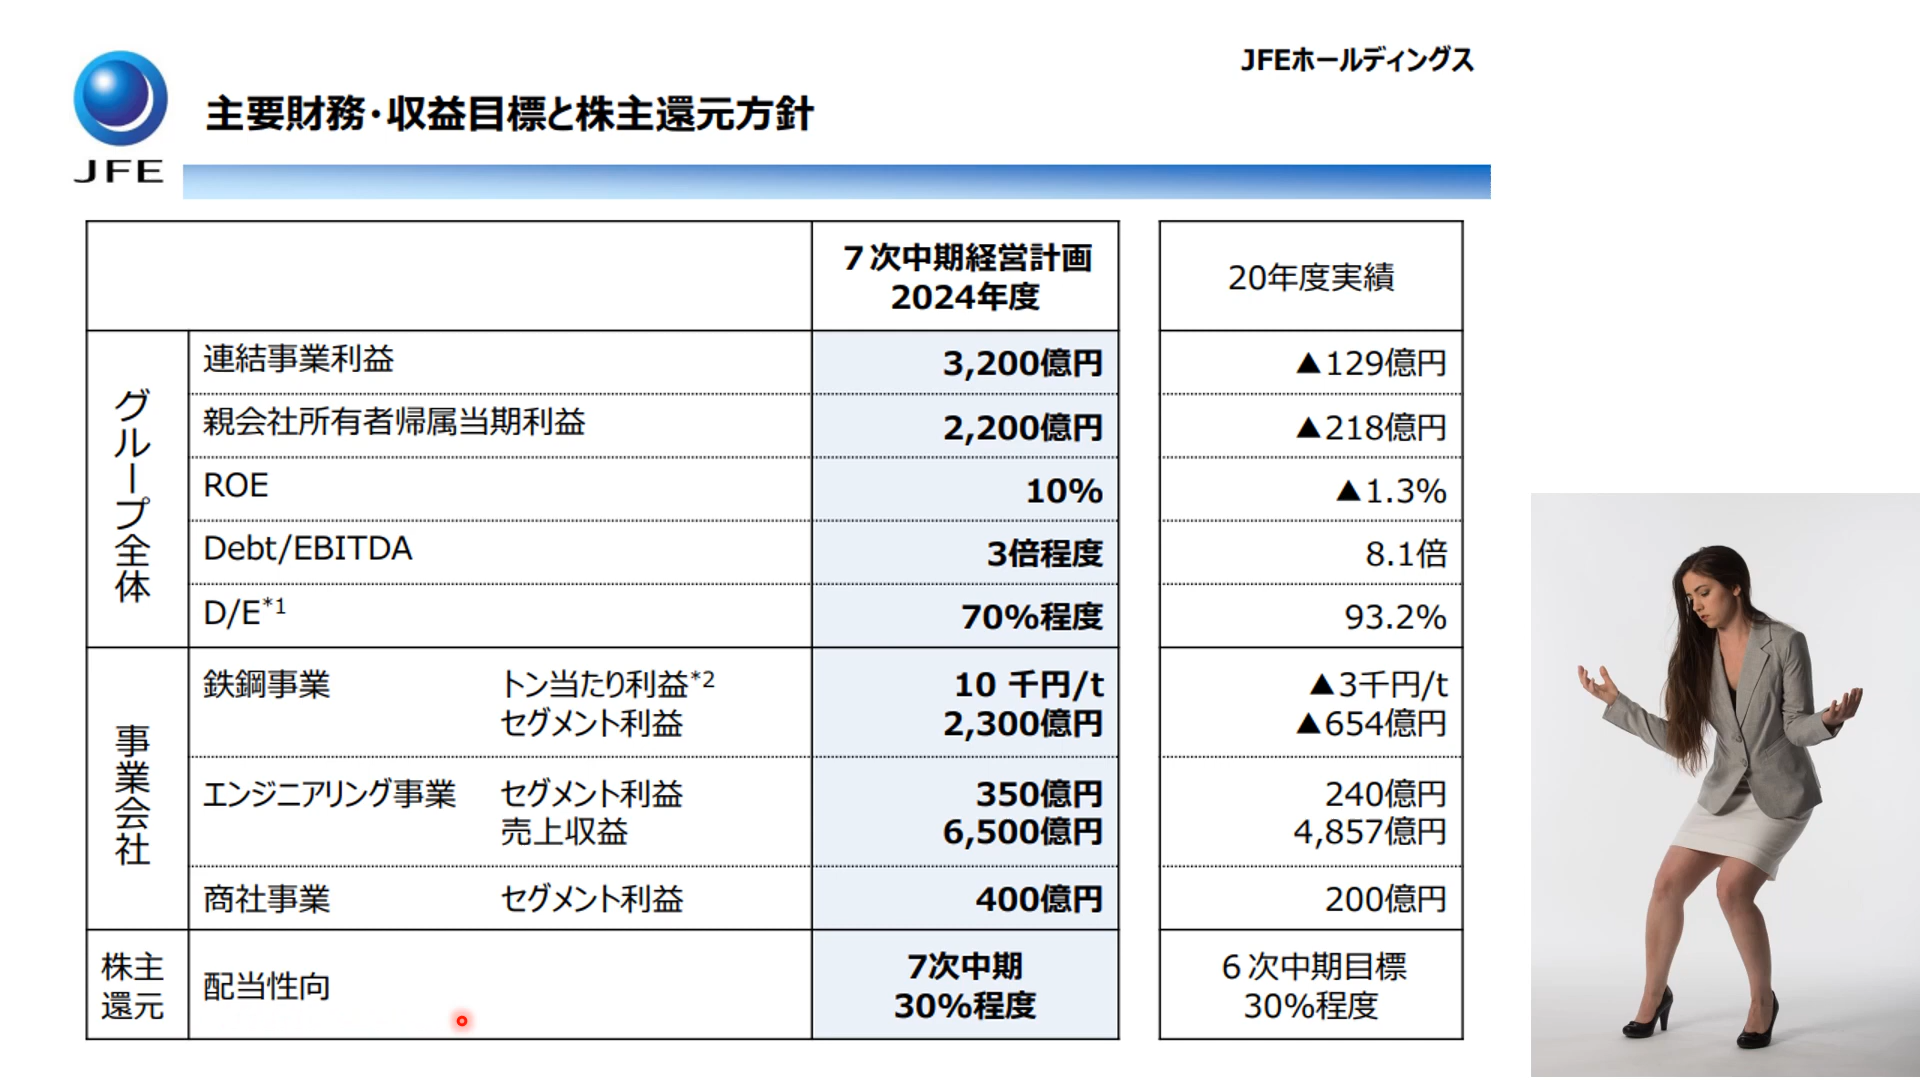 JFEホールディングス
JFE
主要財務・収益目標と株主還元方針
７次中期経営計画
2024年度
20年度実績
グループ全体
連結事業利益 3,200億円 ▲129億円
親会社所有者帰属当期利益 2,200億円 ▲218億円
ROE 10% ▲1.3%
Debt/EBITDA 3倍程度 8.1倍
D/E*1 70%程度 93.2%
事業会社
鉄鋼事業 トン当たり利益*2 10 千円/t ▲3千円/t
セグメント利益 2,300億円 ▲654億円
エンジニアリング事業 セグメント利益 350億円 240億円
売上収益 6,500億円 4,857億円
商社事業 セグメント利益 400億円 200億円
株主
還元
配当性向
7次中期
30%程度
６次中期目標
30%程度